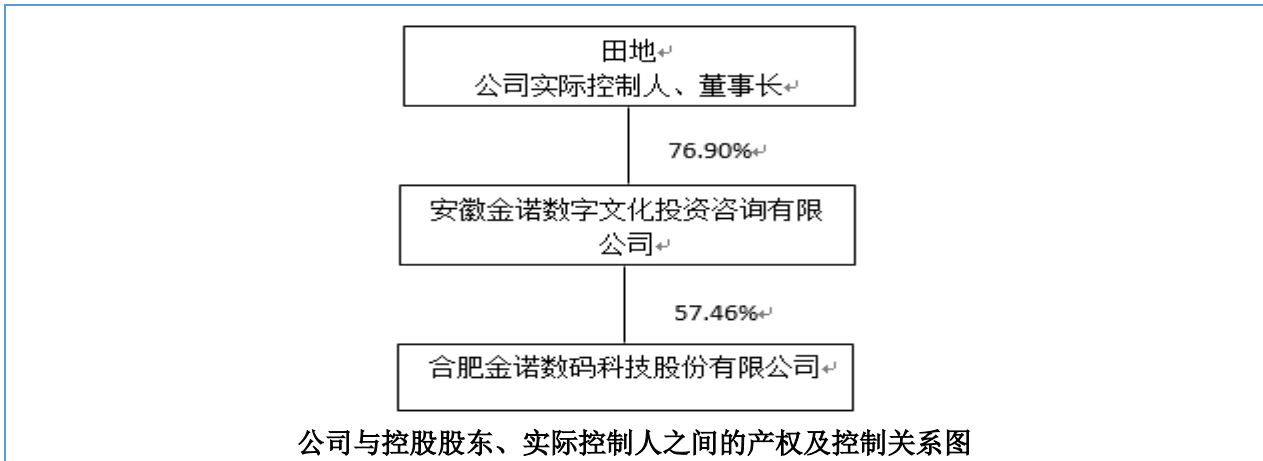 田地
公司实际控制人、董事长
76.90%
安徽金诺数字文化投资咨询有限
公司
57.46%
合肥金诺数码科技股份有限公司
公司与控股股东、实际控制人之间的产权及控制关系图